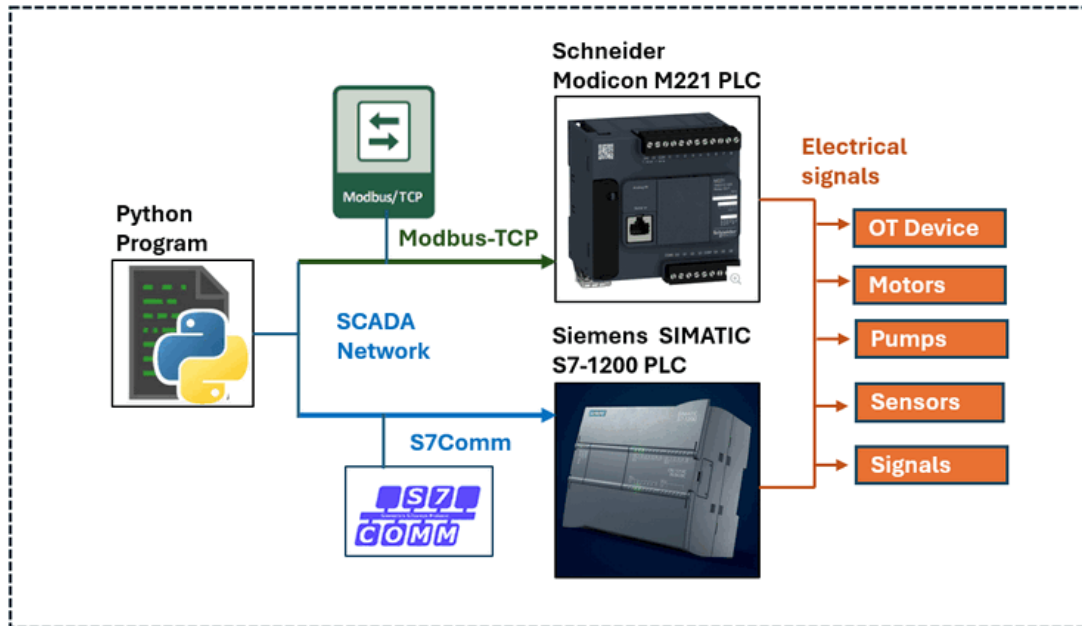 Schneider
Modicon M221 PLC
Modbus/TCP
Electrical
signals
Python
Program
Modbus-TCP
OT Device
Motors
SCADA
Network
Pumps
Siemens SIMATIC
S7-1200 PLC
Sensors
S7Comm
Signals
S7
COMM